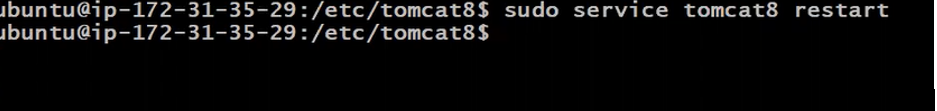 ubuntu@ip-172-31-35-29:/etc/tomcat8$ sudo service tomcat8 restart
ubuntu@ip-172-31-35-29:/etc/tomcat8$